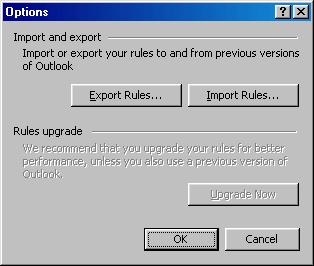 Options
Import and export
Import or export your rules to and from previous versions
of Outlook
Export Rules... Import Rules...
Rules upgrade
We recommend that you upgrade your rules for better
performance, unless you also use a previous version of
Outlook.
Upgrade Now
OK Cancel